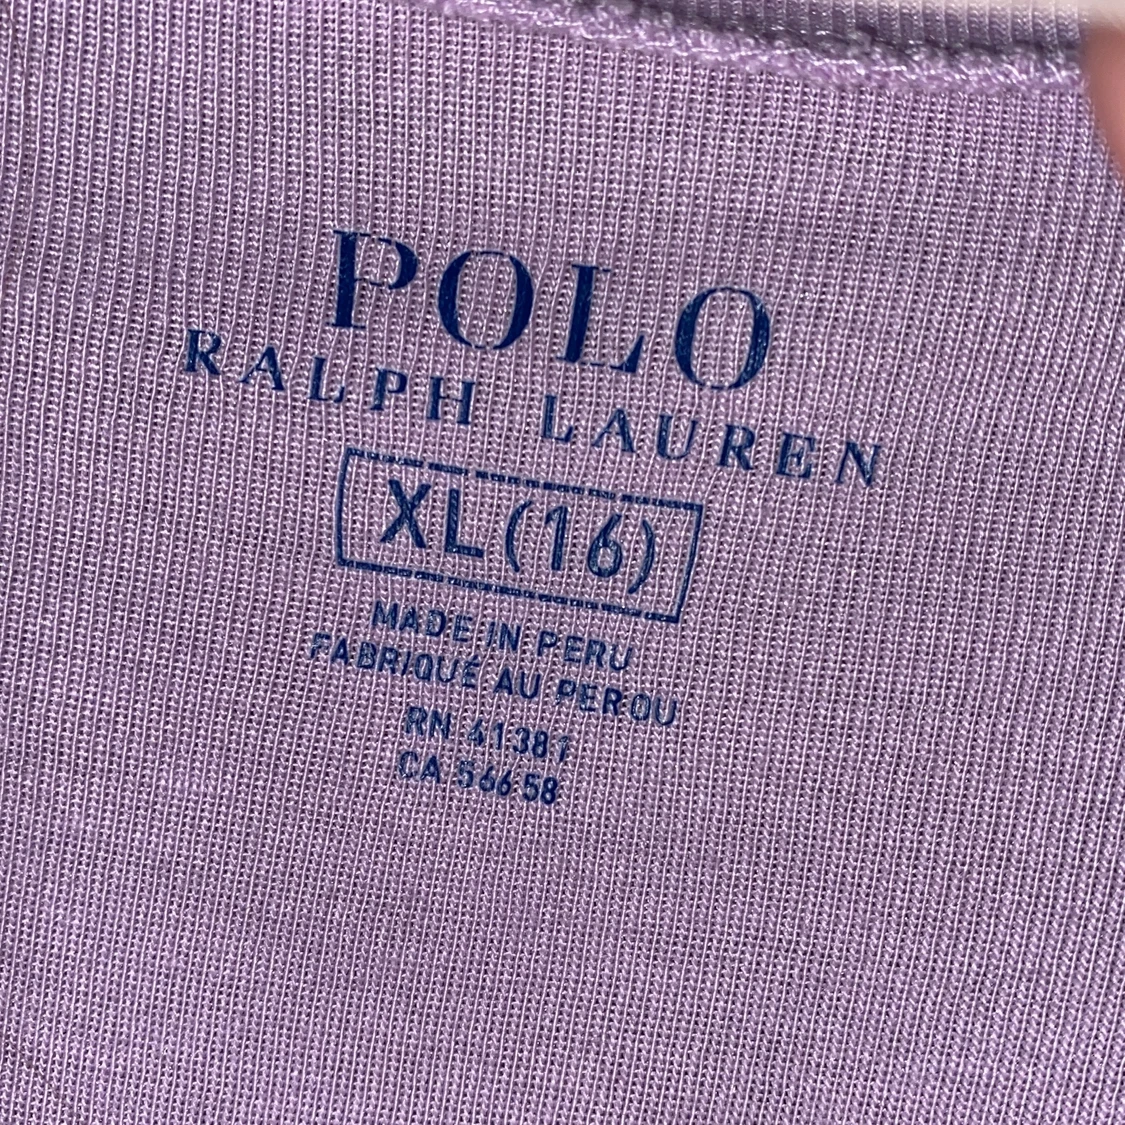 POLO
RALPH LAUREN
XL (16)
MADE IN PERU
FABRIQUÉ AU PEROU
RN 41381
CA 56658